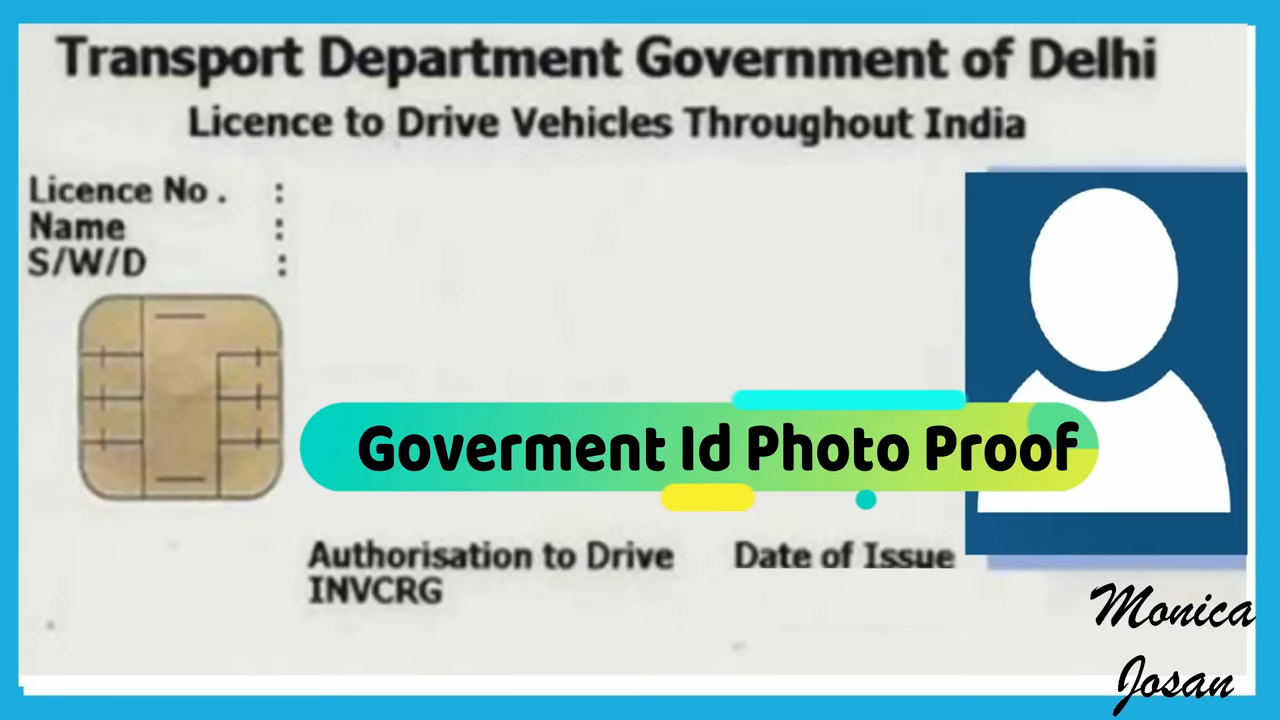 Transport Department Government of Delhi
Licence to Drive Vehicles Throughout India
Licence No . :
Name :
S/W/D :
Goverment Id Photo Proof
Authorisation to Drive Date of Issue
INVCRG
Monica
Josan